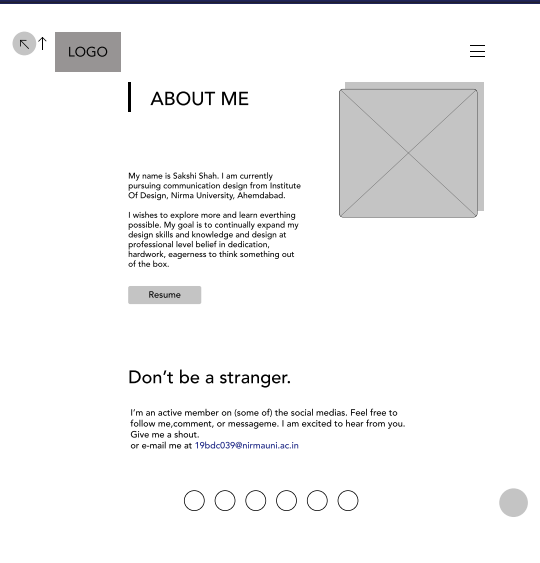 LOGO
ABOUT ME
My name is Sakshi Shah. I am currently
pursuing communication design from Institute
Of Design, Nirma University, Ahemdabad.
I wishes to explore more and learn everthing
possible. My goal is to continually expand my
design skills and knowledge and design at
professional level belief in dedication,
hardwork, eagerness to think something out
of the box.
Resume
Don't be a stranger.
I'm an active member on (some of) the social medias. Feel free to
follow me,comment, or messageme. I am excited to hear from you.
Give me a shout.
or e-mail me at 19bdc039@nirmauni.ac.in